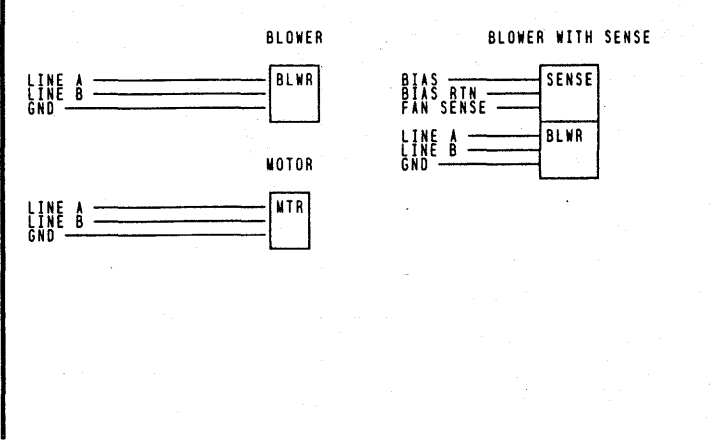 BLOWER
LINE A
LINE B
GND
BLWR
MOTOR
LINE A
LINE B
GND
MTR
BLOWER WITH SENSE
BIAS
BIAS RTN
FAN SENSE
SENSE
LINE A
LINE B
GND
BLWR